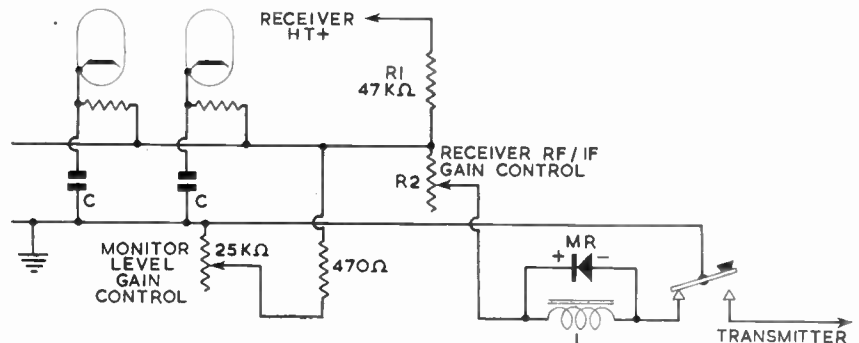 RECEIVER
HT+
R1
47KΩ
RECEIVER RF/IF
GAIN CONTROL
R2
C
C
MONITOR
LEVEL
GAIN
CONTROL
25KΩ
470Ω
+ MR –
TRANSMITTER